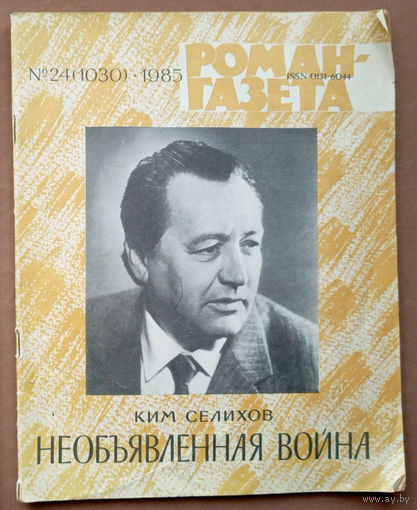 №24(1030)·1985
РОМАН-
ГАЗЕТА
ISSN 0131-6044
КИМ СЕЛИХОВ
НЕОБЪЯВЛЕННАЯ ВОЙНА
www.ay.by